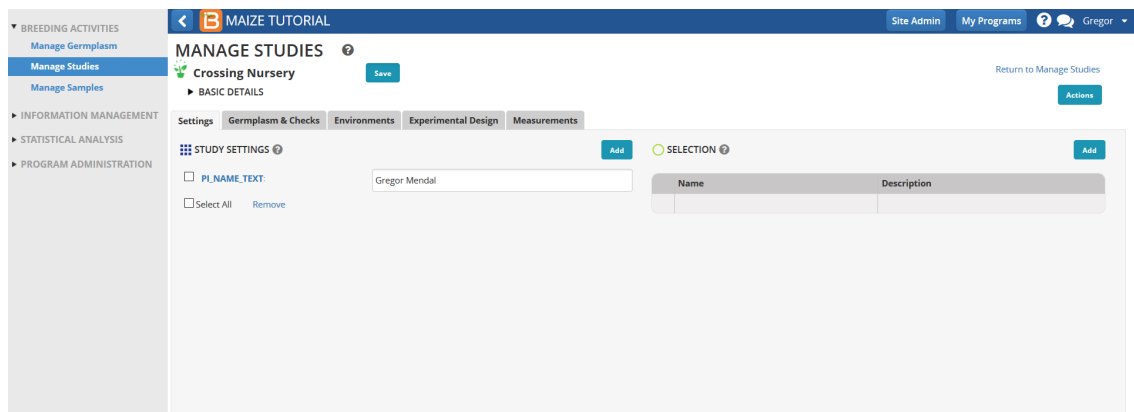 BREEDING ACTIVITIES
Manage Germplasm
Manage Studies
Manage Samples
INFORMATION MANAGEMENT
STATISTICAL ANALYSIS
PROGRAM ADMINISTRATION
MAIZE TUTORIAL
Site Admin
My Programs
Gregor
MANAGE STUDIES
Crossing Nursery
Save
Return to Manage Studies
BASIC DETAILS
Actions
Settings Germplasm & Checks Environments Experimental Design Measurements
STUDY SETTINGS
Add
PI_NAME_TEXT:
Gregor Mendal
Select All Remove
SELECTION
Add
Name Description